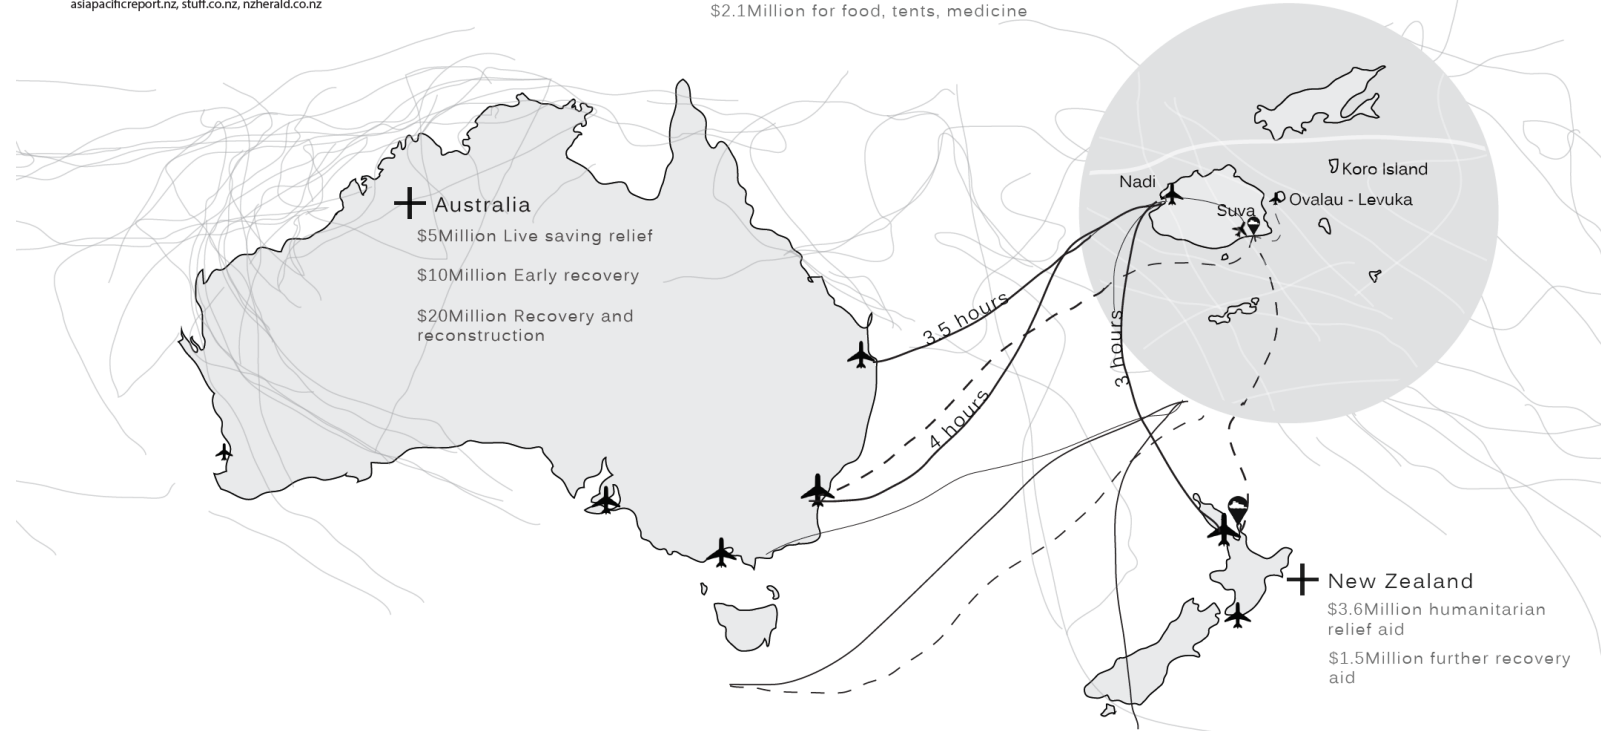 asiapacificreport.nz, stuff.co.nz, nzherald.co.nz
$2.1Million for food, tents, medicine
Koro Island
Nadi
Ovalau - Levuka
Suva
Australia
$5Million Live saving relief
$10Million Early recovery
$20Million Recovery and
reconstruction
3.5 hours
3 hours
4 hours
New Zealand
$3.6Million humanitarian
relief aid
$1.5Million further recovery
aid